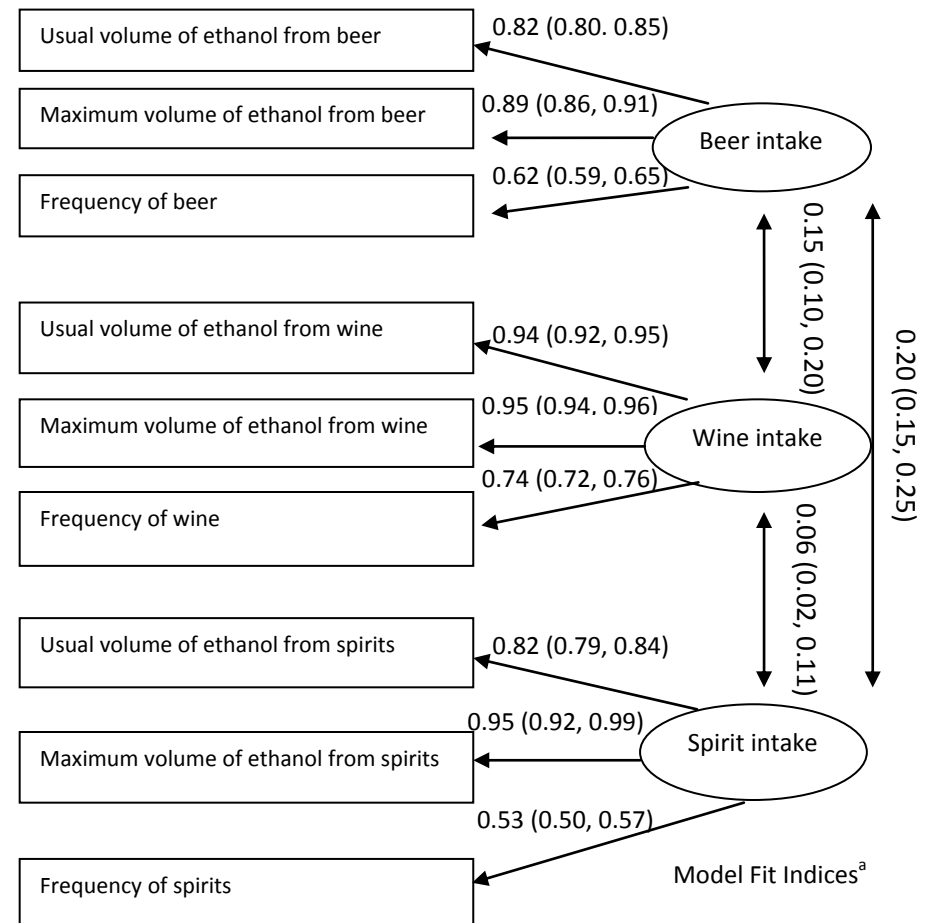 Usual volume of ethanol from beer
0.82 (0.80. 0.85)
Maximum volume of ethanol from beer
0.89 (0.86, 0.91)
Beer intake
Frequency of beer
0.62 (0.59, 0.65)
0.15 (0.10, 0.20)
0.20 (0.15, 0.25)
Usual volume of ethanol from wine
0.94 (0.92, 0.95)
Maximum volume of ethanol from wine
0.95 (0.94, 0.96)
Wine intake
Frequency of wine
0.74 (0.72, 0.76)
0.06 (0.02, 0.11)
Usual volume of ethanol from spirits
0.82 (0.79, 0.84)
Maximum volume of ethanol from spirits
0.95 (0.92, 0.99)
Spirit intake
Frequency of spirits
0.53 (0.50, 0.57)
Model Fit Indicesᵃ